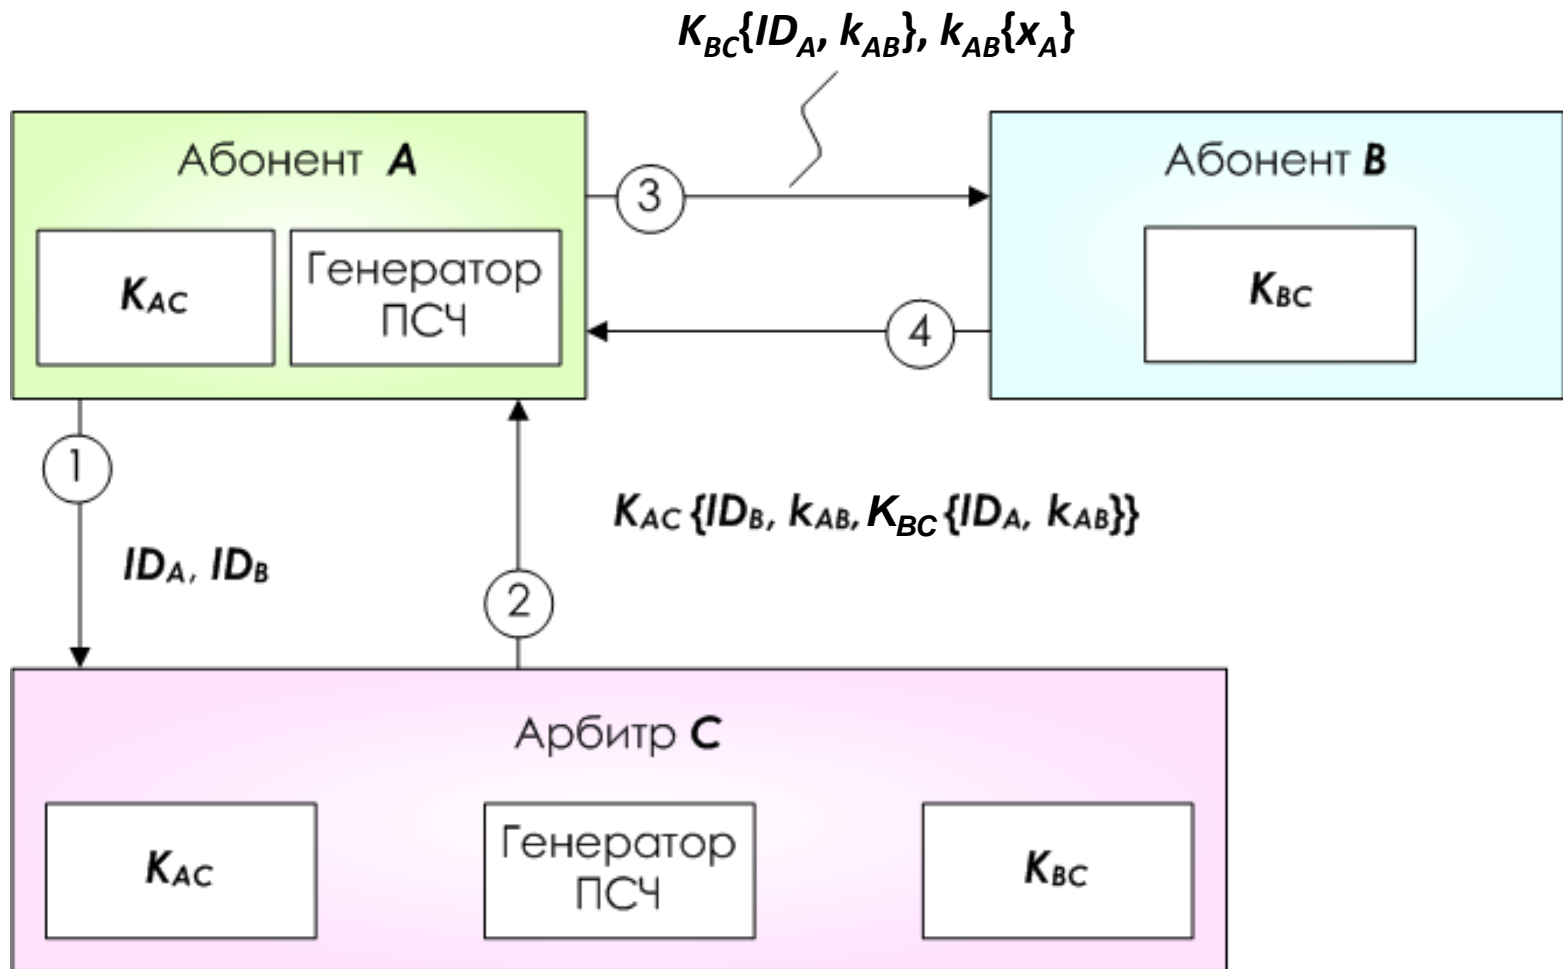 K_BC{ID_A, k_AB}, k_AB{x_A}
Абонент A
Абонент B
3
K_AC
Генератор
ПСЧ
K_BC
4
1
K_AC {ID_B, k_AB, K_BC {ID_A, k_AB}}
ID_A, ID_B
2
Арбитр C
K_AC
Генератор
ПСЧ
K_BC